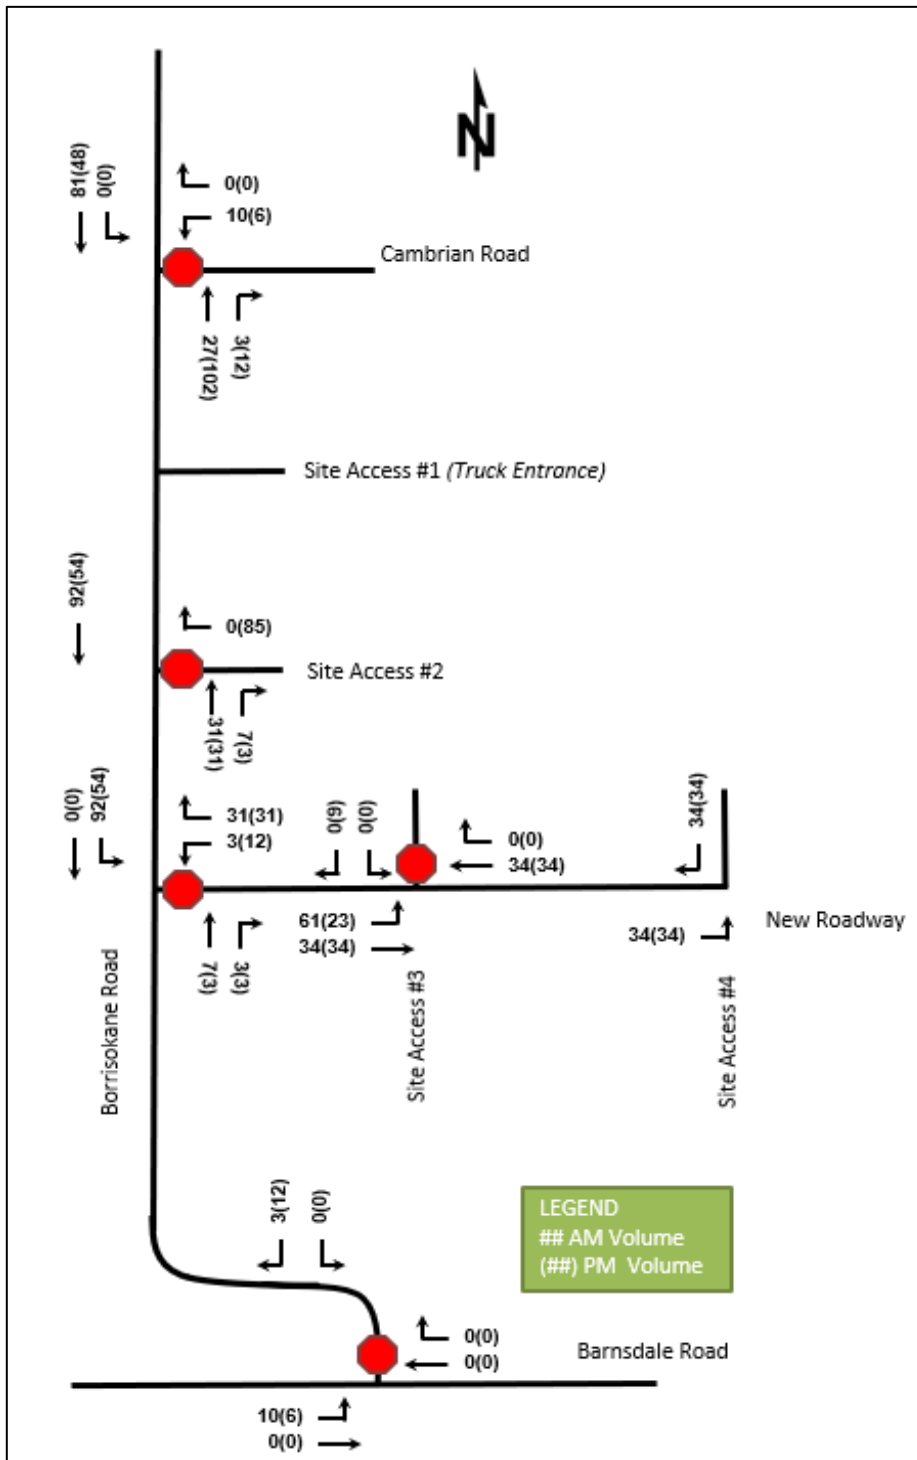 N
81(48)
0(0)
0(0)
10(6)
Cambrian Road
27(102)
3(12)
Site Access #1 (Truck Entrance)
92(54)
0(85)
Site Access #2
31(31)
7(3)
0(0)
92(54)
31(31)
3(12)
0(9)
0(0)
0(0)
34(34)
34(34)
7(3)
3(3)
61(23)
34(34)
34(34)
New Roadway
Borrisokane Road
Site Access #3
Site Access #4
3(12)
0(0)
LEGEND
## AM Volume
(##) PM Volume
0(0)
0(0)
Barnsdale Road
10(6)
0(0)